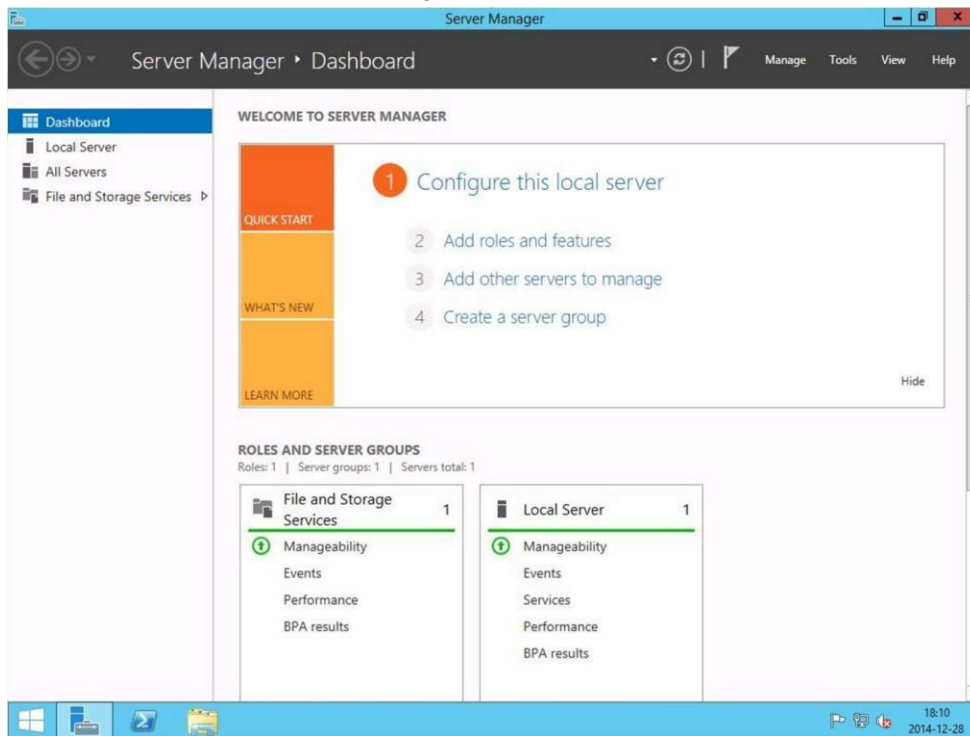 Server Manager
Server Manager • Dashboard
Manage Tools View Help
Dashboard
Local Server
All Servers
File and Storage Services
WELCOME TO SERVER MANAGER
QUICK START
WHAT'S NEW
LEARN MORE
1 Configure this local server
2 Add roles and features
3 Add other servers to manage
4 Create a server group
Hide
ROLES AND SERVER GROUPS
Roles: 1 | Server groups: 1 | Servers total: 1
File and Storage
Services
1
Manageability
Events
Performance
BPA results
Local Server 1
Manageability
Events
Services
Performance
BPA results
18:10
2014-12-28